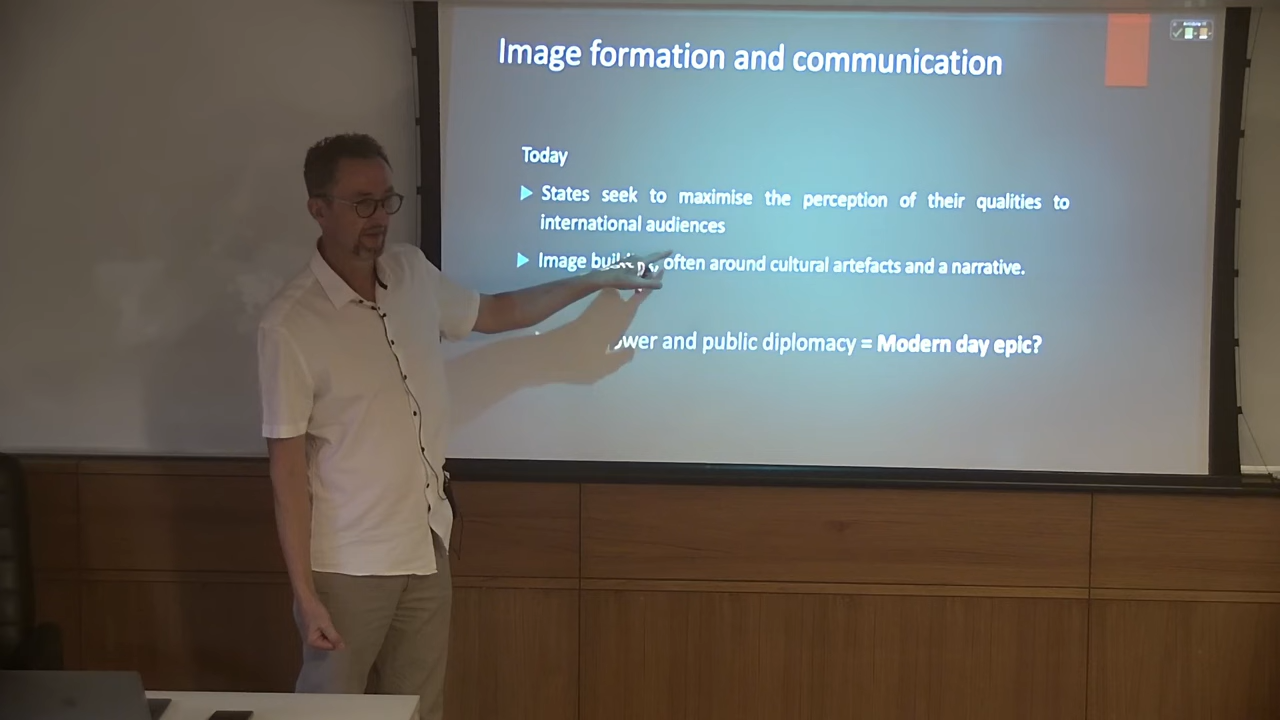 Image formation and communication
Today
States seek to maximise the perception of their qualities to
international audiences
Image often around cultural artefacts and a narrative.
and public diplomacy = Modern day epic?